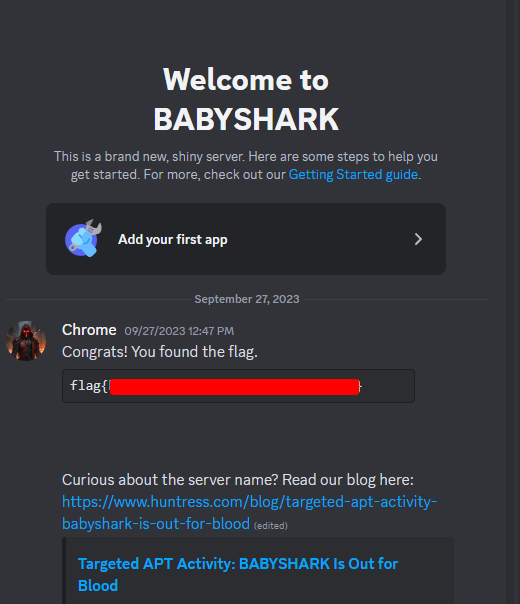 Welcome to
BABYSHARK
This is a brand new, shiny server. Here are some steps to help you
get started. For more, check out our Getting Started guide.
Add your first app
September 27, 2023
Chrome 09/27/2023 12:47 PM
Congrats! You found the flag.
flag{ }
Curious about the server name? Read our blog here:
https://www.huntress.com/blog/targeted-apt-activity-
babyshark-is-out-for-blood (edited)
Targeted APT Activity: BABYSHARK Is Out for
Blood